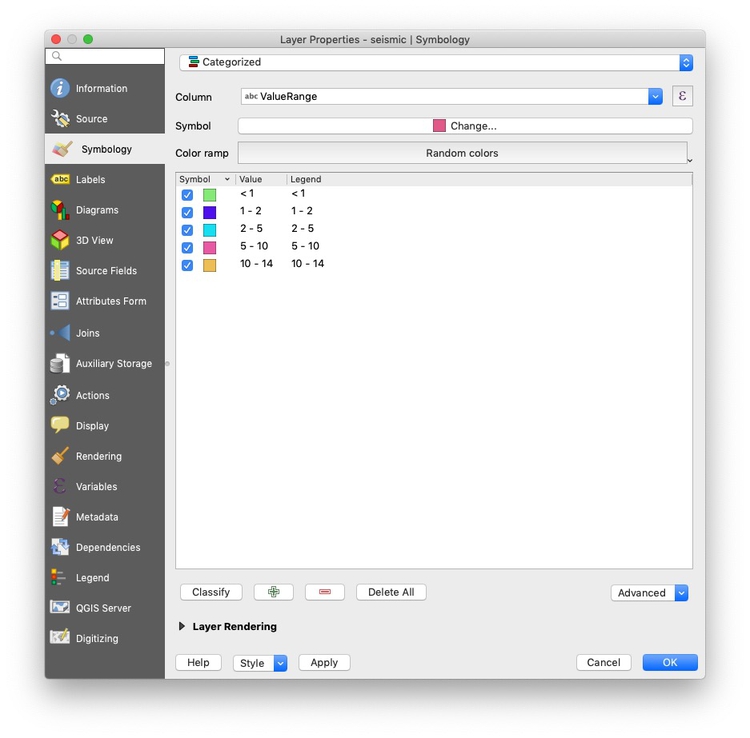 Layer Properties - seismic | Symbology
Categorized
Information
Source
Symbology
abc Labels
Diagrams
3D View
Source Fields
Attributes Form
Joins
Auxiliary Storage
Actions
Display
Rendering
Variables
Metadata
Dependencies
Legend
QGIS Server
Digitizing
Column abc ValueRange ε
Symbol Change...
Color ramp Random colors
Symbol Value Legend
< 1 < 1
1 - 2 1 - 2
2 - 5 2 - 5
5 - 10 5 - 10
10 - 14 10 - 14
Classify Delete All Advanced
Layer Rendering
Help Style Apply Cancel OK